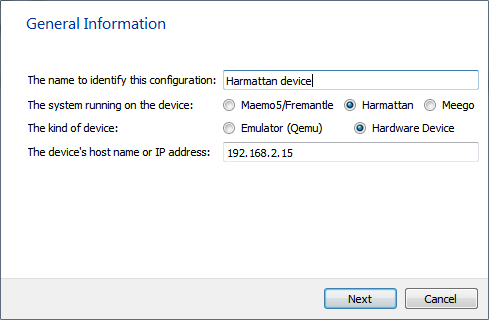 General Information
The name to identify this configuration: Harmattan device
The system running on the device: Maemo5/Fremantle Harmattan Meego
The kind of device: Emulator (Qemu) Hardware Device
The device's host name or IP address: 192.168.2.15
Next Cancel